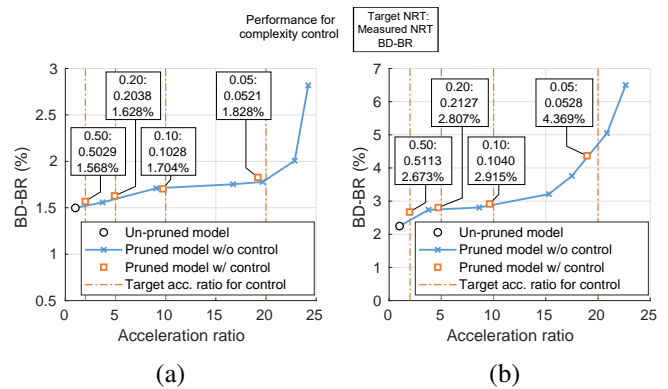 Performance for
complexity control
Target NRT:
Measured NRT
BD-BR
3
2.5
2
1.5
1
0.5
BD-BR (%)
0.20:
0.2038
1.628%
0.05:
0.0521
1.828%
0.50:
0.5029
1.568%
0.10:
0.1028
1.704%
Un-pruned model
Pruned model w/o control
Pruned model w/ control
Target acc. ratio for control
0 5 10 15 20 25
Acceleration ratio
(a)
7
6
5
4
3
2
1
0
BD-BR (%)
0.20:
0.2127
2.807%
0.05:
0.0528
4.369%
0.50:
0.5113
2.673%
0.10:
0.1040
2.915%
Un-pruned model
Pruned model w/o control
Pruned model w/ control
Target acc. ratio for control
0 5 10 15 20 25
Acceleration ratio
(b)